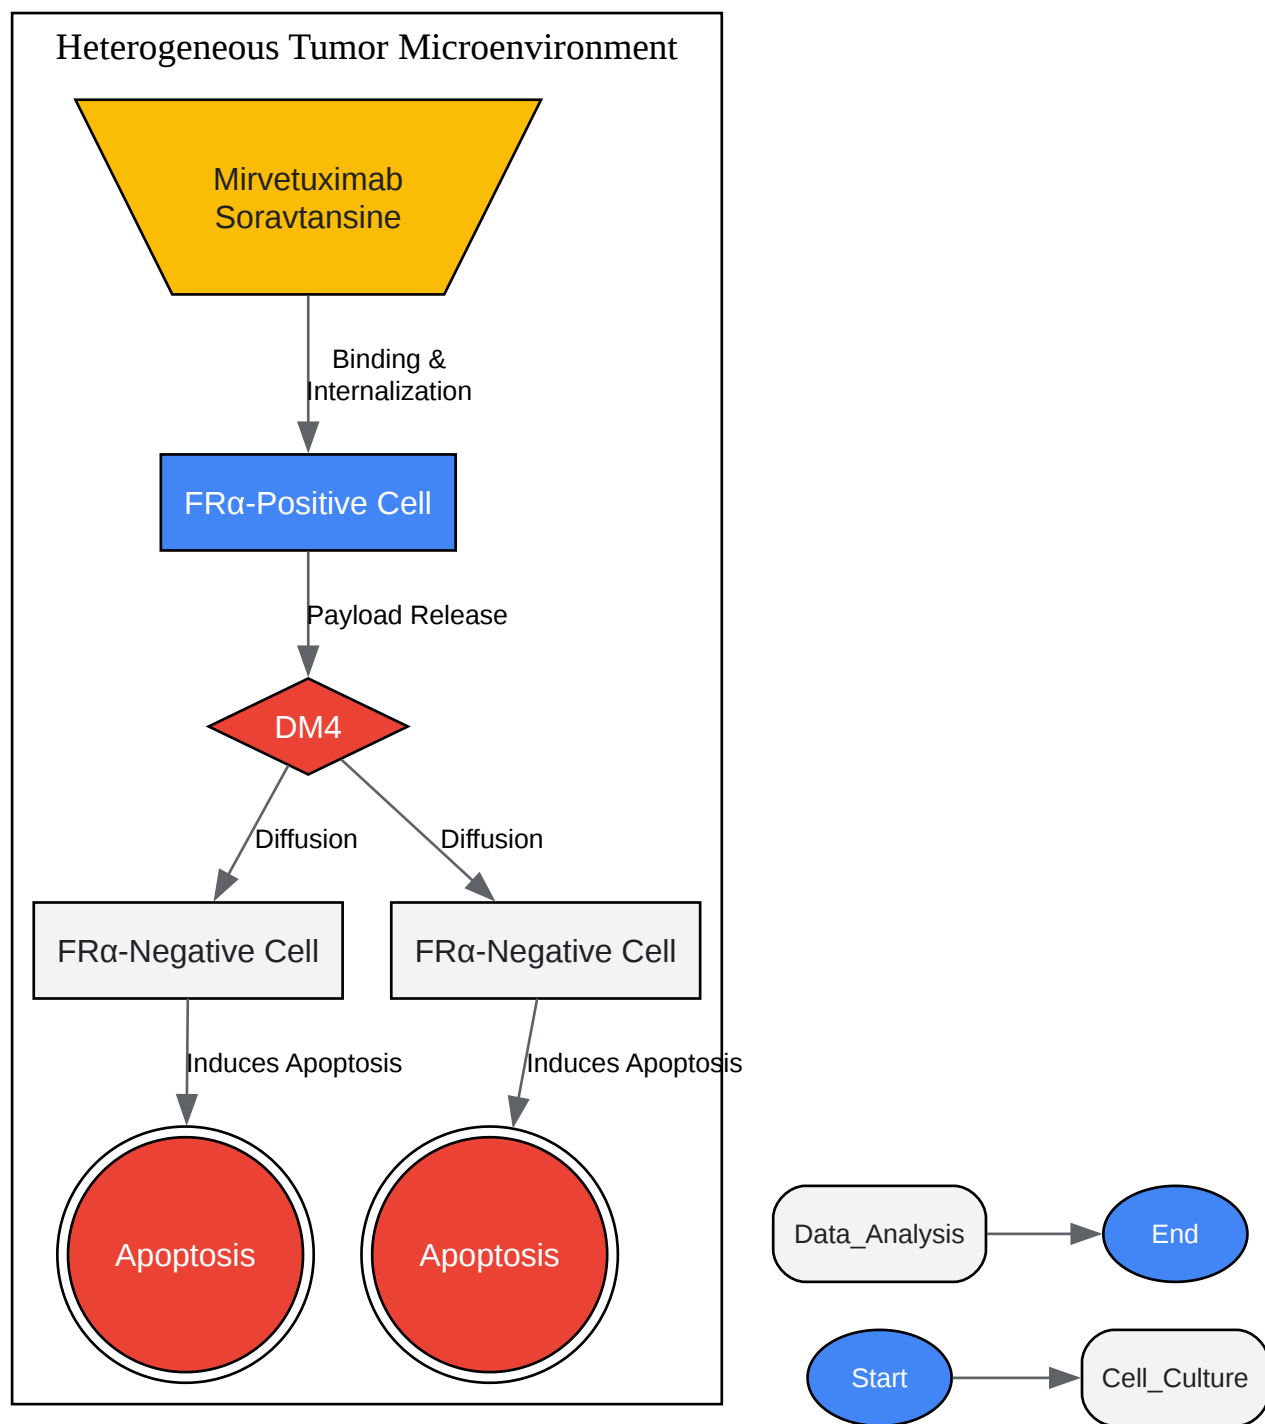 Heterogeneous Tumor Microenvironment
Mirvetuximab
Soravtansine
Binding &
Internalization
FRα-Positive Cell
Payload Release
DM4
Diffusion
Diffusion
FRα-Negative Cell
FRα-Negative Cell
Induces Apoptosis
Induces Apoptosis
Apoptosis
Apoptosis
Data_Analysis
End
Start
Cell_Culture